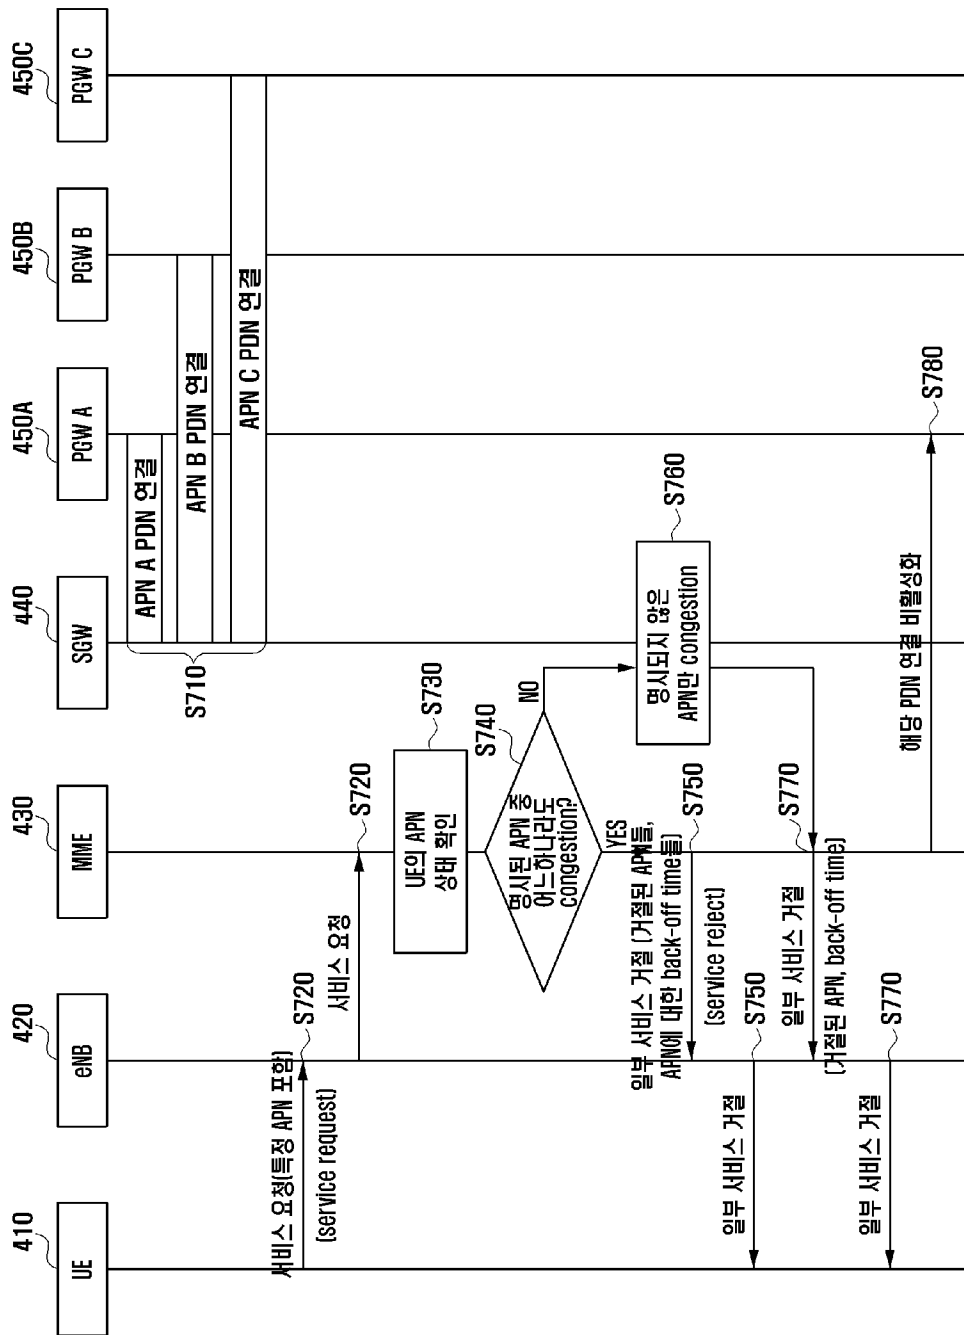 410
420
430
440
450A
450B
450C
UE
eNB
MME
SGW
PGW A
PGW B
PGW C
APN A PDN 연결
APN B PDN 연결
APN C PDN 연결
S710
서비스 요청(특정 APN 포함)
(service request)
S720
서비스 요청
S720
S730
UE의 APN
상태 확인
S740
명시된 APN 중
어느하나라도
congestion?
NO
YES
S760
명시되지 않은
APN만 congestion
일부 서비스 거절 (거절된 APN들,
APN에 대한 back-off time들)
S750
(service reject)
일부 서비스 거절
S750
일부 서비스 거절
S770
(거절된 APN, back-off time)
일부 서비스 거절
S770
해당 PDN 연결 비활성화
S780